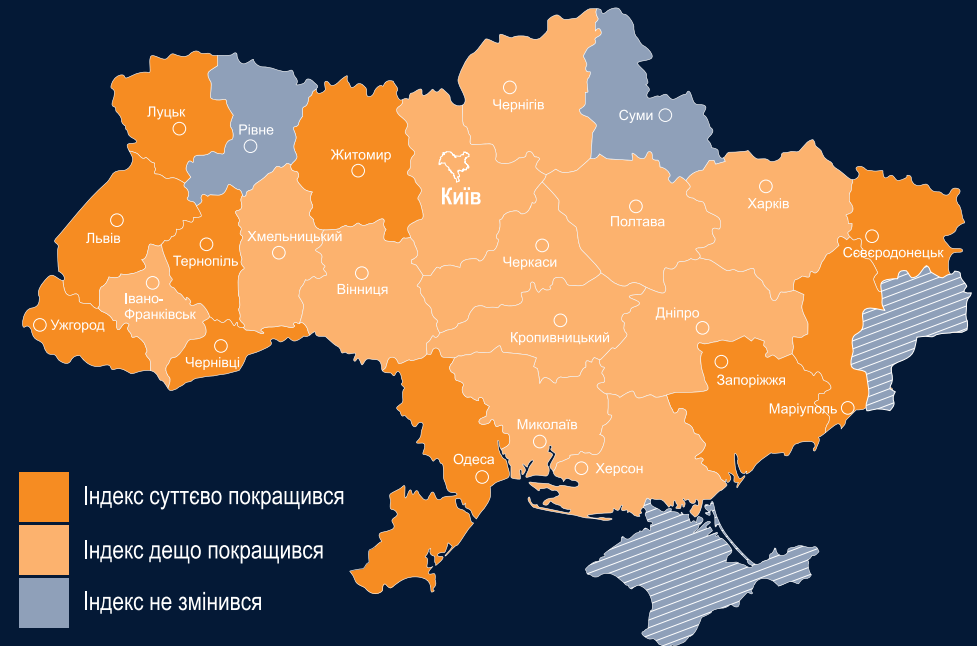 Чернігів
Луцьк
Суми
Рівне
Житомир
Київ
Харків
Полтава
Львів
Хмельницький
Сєвєродонецьк
Тернопіль
Черкаси
Вінниця
Івано-
Франківськ
Дніпро
Ужгород
Кропивницький
Чернівці
Запоріжжя
Маріуполь
Миколаїв
Одеса
Херсон
Індекс суттєво покращився
Індекс дещо покращився
Індекс не змінився